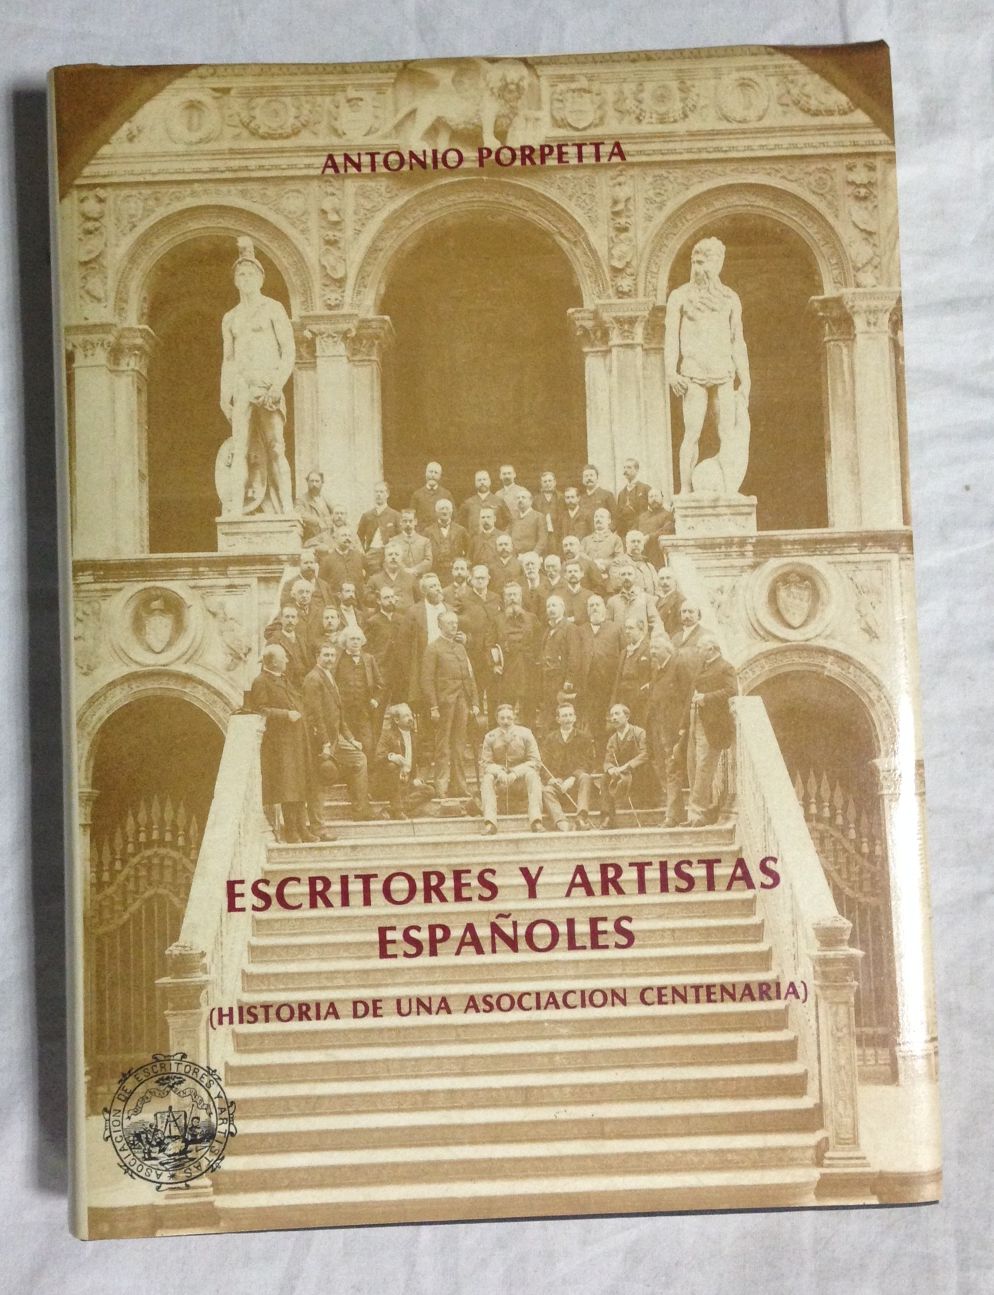 ANTONIO PORPETTA
ESCRITORES Y ARTISTAS
ESPAÑOLES
(HISTORIA DE UNA ASOCIACION CENTENARIA)
ASOCIACION DE ESCRITORES Y ARTISTAS